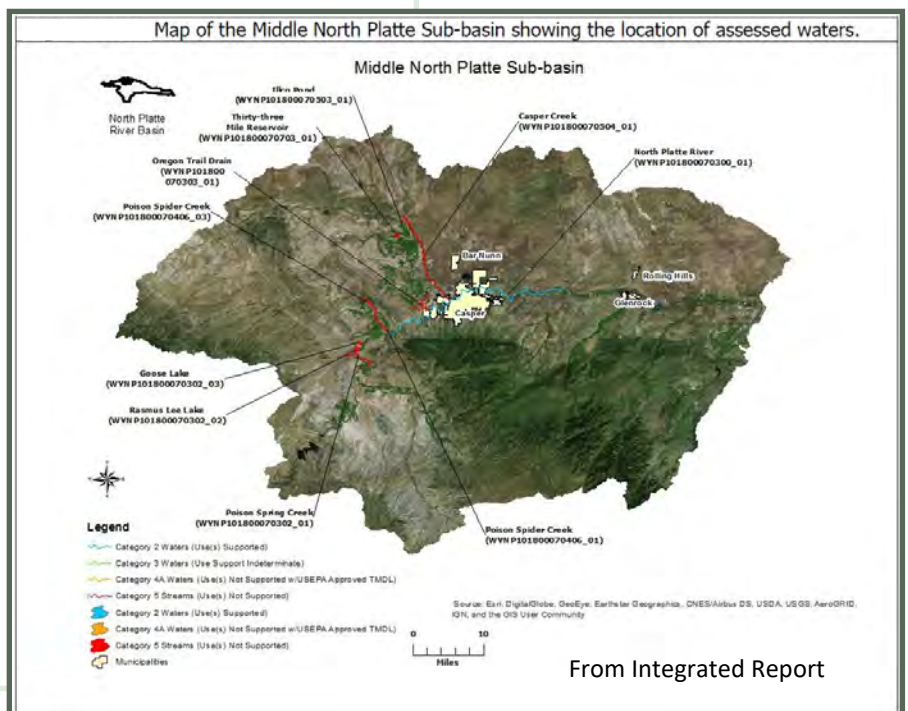 Map of the Middle North Platte Sub-basin showing the location of assessed waters.
Middle North Platte Sub-basin
North Platte
River Basin
(WYNP101800070503_01)
Thirty-three
Mile Reservoir
(WYNP101800070703_01)
Oregon Trail Drain
(WYNP101800
070303_01)
Poison Spider Creek
(WYNP101800070406_03)
Casper Creek
(WYNP101800070504_01)
North Platte River
(WYNP101800070300_01)
Bar Nunn
Rolling Hills
Glenrock
Casper
Goose Lake
(WYNP101800070302_03)
Rasmus Lee Lake
(WYNP101800070302_02)
Poison Spring Creek
(WYNP101800070302_01)
Poison Spider Creek
(WYNP101800070406_01)
Legend
Category 2 Waters (Use(s) Supported)
Category 3 Waters (Use Support Indeterminate)
Category 4A Waters (Use(s) Not Supported w/USEPA Approved TMDL)
Category 5 Streams (Use(s) Not Supported)
Category 2 Waters (Use(s) Supported)
Category 4A Waters (Use(s) Not Supported w/USEPA Approved TMDL)
Category 5 Streams (Use(s) Not Supported)
Municipalities
Source: Esri, DigitalGlobe, GeoEye, Earthstar Geographics, CNES/Airbus DS, USDA, USGS, AeroGRID,
IGN, and the GIS User Community
0 10
Miles
From Integrated Report